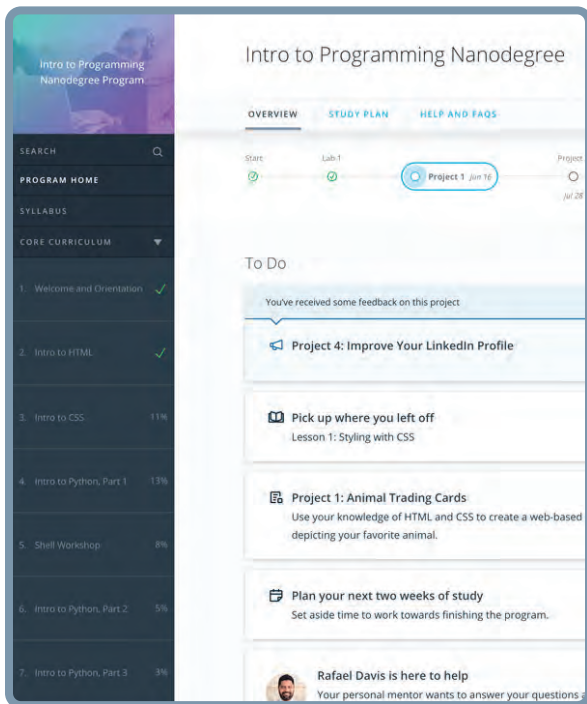 Intro to Programming
Nanodegree Program
SEARCH
PROGRAM HOME
SYLLABUS
CORE CURRICULUM
1. Welcome and Orientation
2. Intro to HTML
3. Intro to CSS 11%
4. Intro to Python, Part 1 13%
5. Shell Workshop 8%
6. Intro to Python, Part 2 5%
7. Intro to Python, Part 3 3%
Intro to Programming Nanodegree
OVERVIEW STUDY PLAN HELP AND FAQS
Start Lab 1 Project
Project 1 Jun 16
Jul 28
To Do
You've received some feedback on this project
Project 4: Improve Your LinkedIn Profile
Pick up where you left off
Lesson 1: Styling with CSS
Project 1: Animal Trading Cards
Use your knowledge of HTML and CSS to create a web-based
depicting your favorite animal.
Plan your next two weeks of study
Set aside time to work towards finishing the program.
Rafael Davis is here to help
Your personal mentor wants to answer your questions